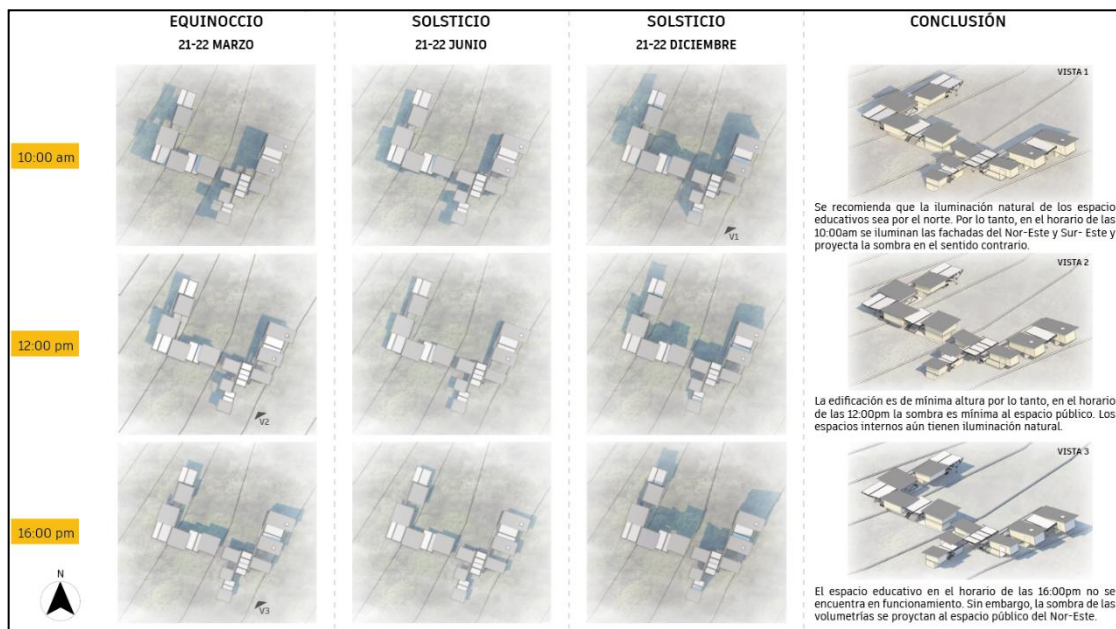 EQUINOCCIO
21-22 MARZO
SOLSTICIO
21-22 JUNIO
SOLSTICIO
21-22 DICIEMBRE
CONCLUSIÓN
10:00 am
V1
VISTA 1
Se recomienda que la iluminación natural de los espacio
educativos sea por el norte. Por lo tanto, en el horario de las
10:00am se iluminan las fachadas del Nor-Este y Sur- Este y
proyecta la sombra en el sentido contrario.
12:00 pm
V2
VISTA 2
La edificación es de mínima altura por lo tanto, en el horario
de las 12:00pm la sombra es mínima al espacio público. Los
espacios internos aún tienen iluminación natural.
16:00 pm
N
V3
VISTA 3
El espacio educativo en el horario de las 16:00pm no se
encuentra en funcionamiento. Sin embargo, la sombra de las
volumetrías se proyctan al espacio público del Nor-Este.